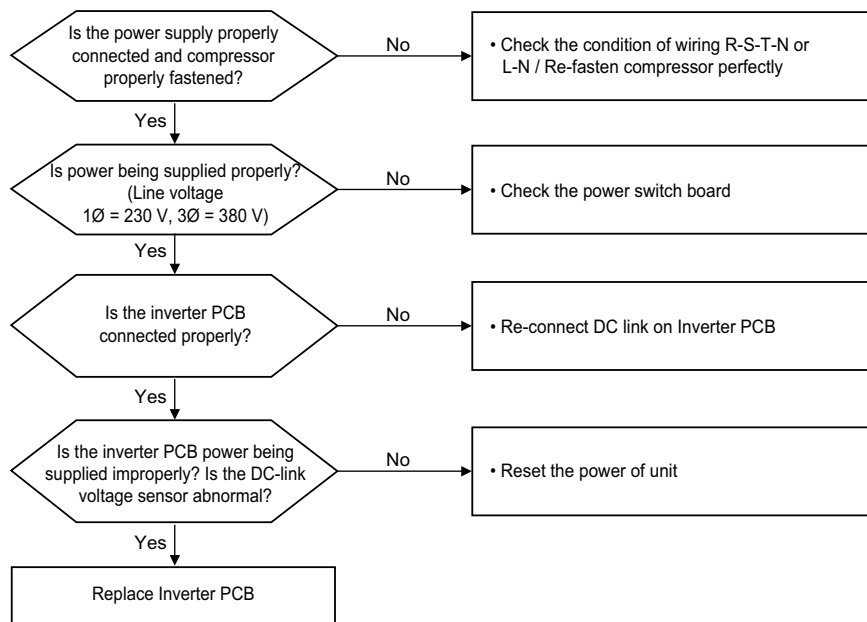 Is the power supply properly
connected and compressor
properly fastened?
No
• Check the condition of wiring R-S-T-N or
L-N / Re-fasten compressor perfectly
Yes
Is power being supplied properly?
(Line voltage
1Ø = 230 V, 3Ø = 380 V)
No
• Check the power switch board
Yes
Is the inverter PCB
connected properly?
No
• Re-connect DC link on Inverter PCB
Yes
Is the inverter PCB power being
supplied improperly? Is the DC-link
voltage sensor abnormal?
No
• Reset the power of unit
Yes
Replace Inverter PCB